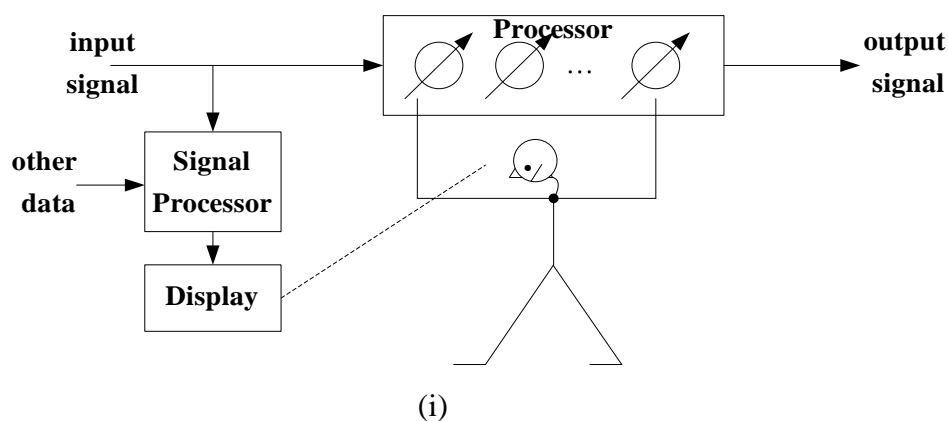 input
signal
Processor
…
output
signal
other
data
Signal
Processor
Display
(i)